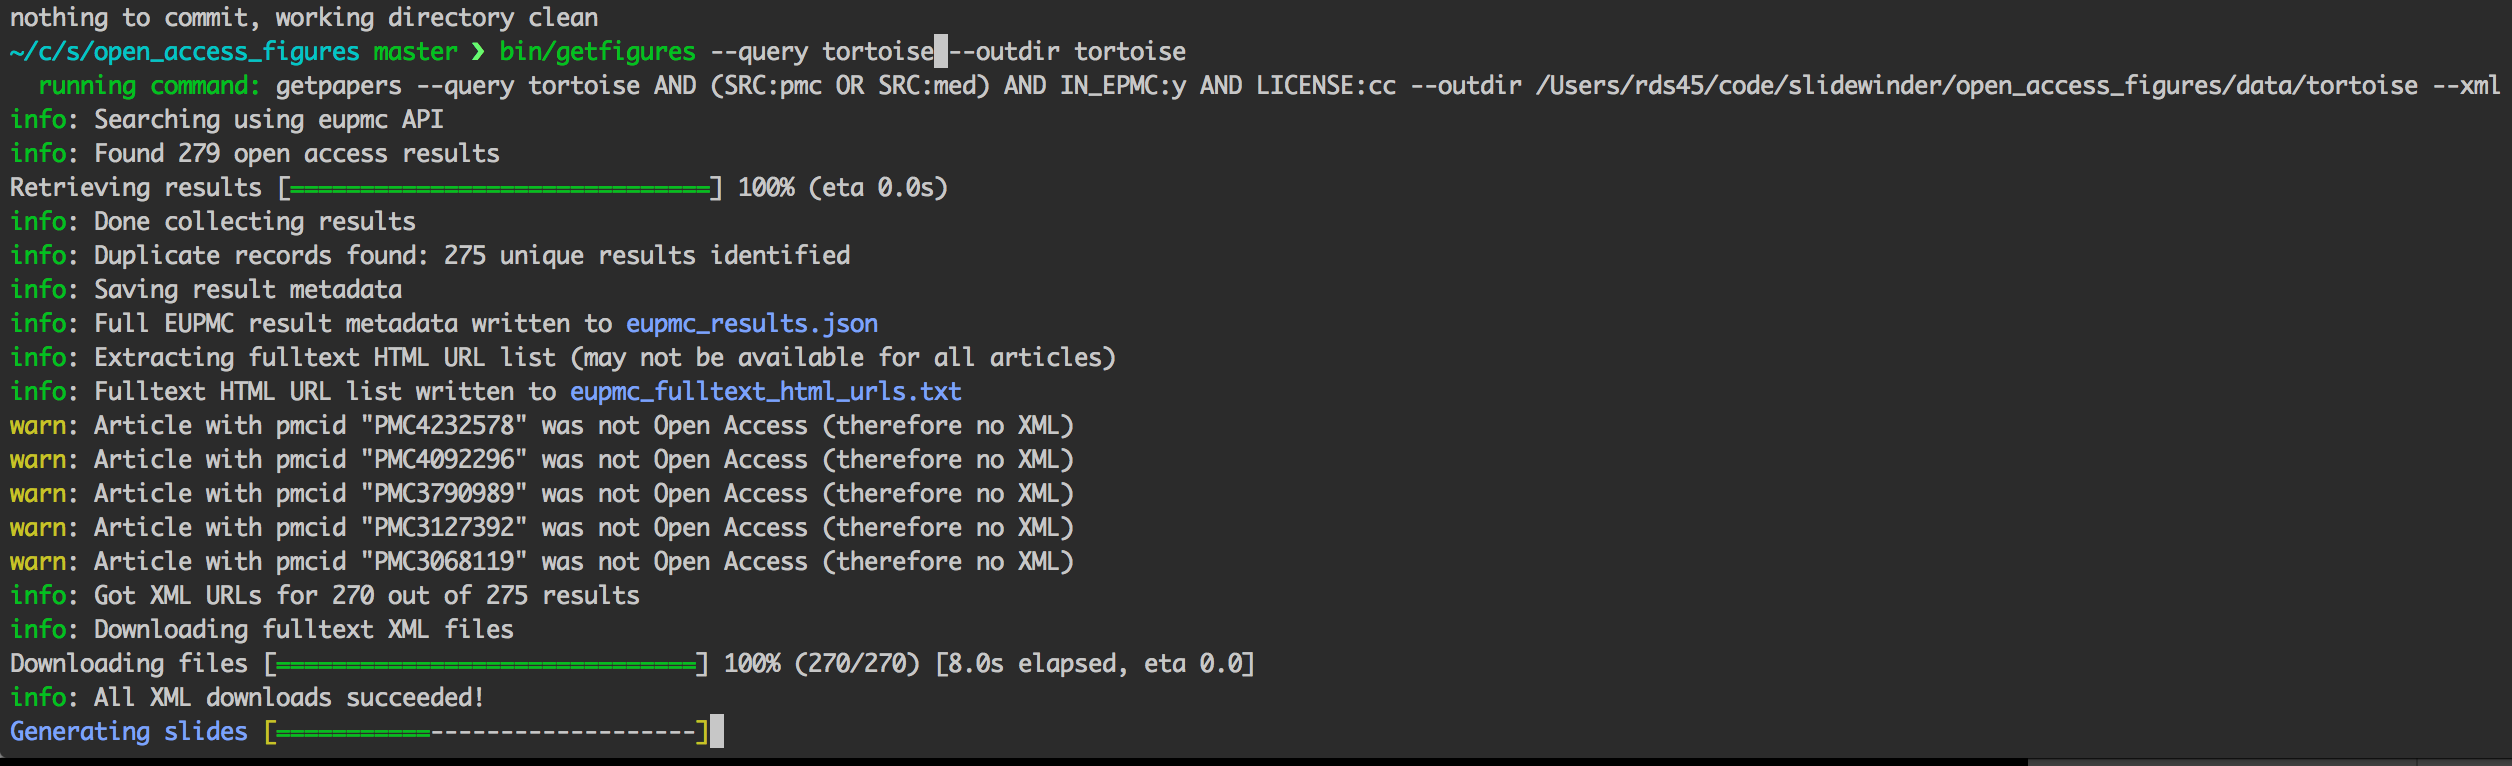 nothing to commit, working directory clean
~/c/s/open_access_figures master ❯ bin/getfigures --query tortoise --outdir tortoise
  running command: getpapers --query tortoise AND (SRC:pmc OR SRC:med) AND IN_EPMC:y AND LICENSE:cc --outdir /Users/rds45/code/slidewinder/open_access_figures/data/tortoise --xml
info: Searching using eupmc API
info: Found 279 open access results
Retrieving results [==============================] 100% (eta 0.0s)
info: Done collecting results
info: Duplicate records found: 275 unique results identified
info: Saving result metadata
info: Full EUPMC result metadata written to eupmc_results.json
info: Extracting fulltext HTML URL list (may not be available for all articles)
info: Fulltext HTML URL list written to eupmc_fulltext_html_urls.txt
warn: Article with pmcid "PMC4232578" was not Open Access (therefore no XML)
warn: Article with pmcid "PMC4092296" was not Open Access (therefore no XML)
warn: Article with pmcid "PMC3790989" was not Open Access (therefore no XML)
warn: Article with pmcid "PMC3127392" was not Open Access (therefore no XML)
warn: Article with pmcid "PMC3068119" was not Open Access (therefore no XML)
info: Got XML URLs for 270 out of 275 results
info: Downloading fulltext XML files
Downloading files [==============================] 100% (270/270) [8.0s elapsed, eta 0.0]
info: All XML downloads succeeded!
Generating slides [===========-------------------]